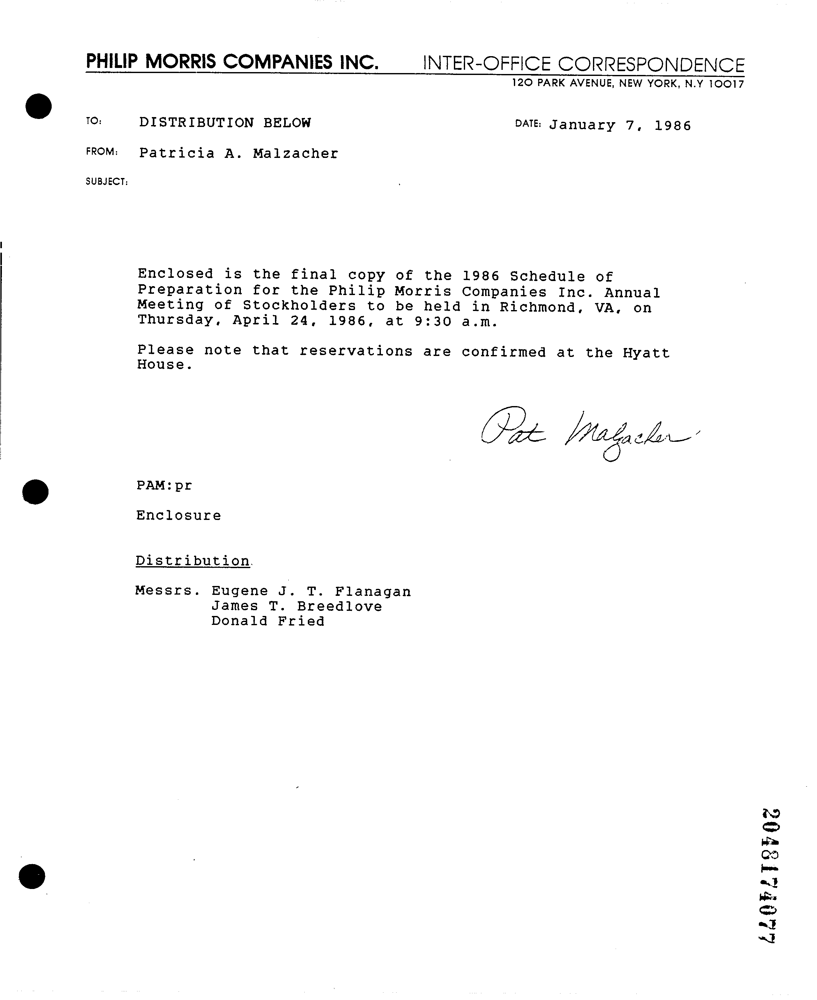 PHILIP MORRIS COMPANIES INC. INTER-OFFICE CORRESPONDENCE
120 PARK AVENUE, NEW YORK, N.Y 10017
TO: DISTRIBUTION BELOW DATE: January 7, 1986
FROM: Patricia A. Malzacher
SUBJECT:
Enclosed is the final copy of the 1986 Schedule of
Preparation for the Philip Morris Companies Inc. Annual
Meeting of Stockholders to be held in Richmond, VA, on
Thursday, April 24, 1986, at 9:30 a.m.
Please note that reservations are confirmed at the Hyatt
House.
Pat Malzacher
PAM:pr
Enclosure
Distribution
Messrs. Eugene J. T. Flanagan
James T. Breedlove
Donald Fried
2048174077